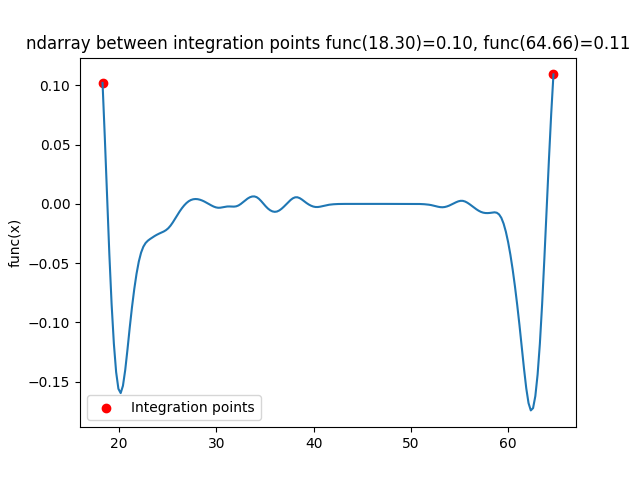 ndarray between integration points func(18.30)=0.10, func(64.66)=0.11
0.10
0.05
0.00
−0.05
−0.10
−0.15
func(x)
Integration points
20 30 40 50 60